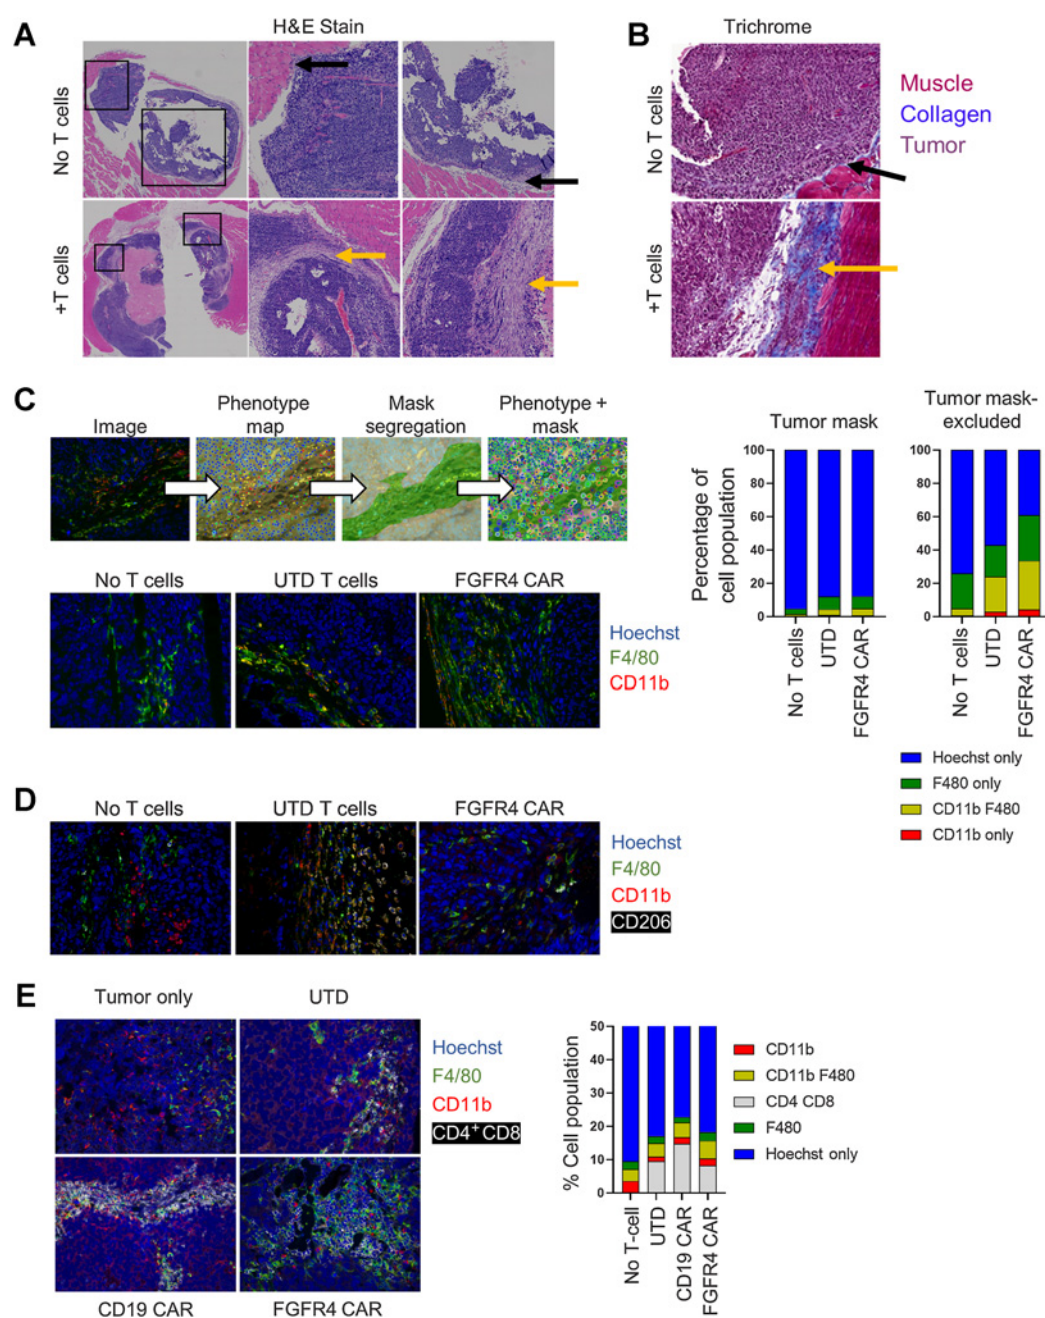 A
H&E Stain
No T cells
+T cells
B
Trichrome
No T cells
+T cells
Muscle
Collagen
Tumor
C
Image
Phenotype
map
Mask
segregation
Phenotype +
mask
No T cells
UTD T cells
FGFR4 CAR
Hoechst
F4/80
CD11b
Percentage of
cell population
Tumor mask
100
80
60
40
20
0
No T cells
UTD
FGFR4 CAR
Tumor mask-
excluded
100
80
60
40
20
0
No T cells
UTD
FGFR4 CAR
Hoechst only
F480 only
CD11b F480
CD11b only
D
No T cells
UTD T cells
FGFR4 CAR
Hoechst
F4/80
CD11b
CD206
E
Tumor only
UTD
CD19 CAR
FGFR4 CAR
Hoechst
F4/80
CD11b
CD4+ CD8
% Cell population
50
40
30
20
10
0
No T-cell
UTD
CD19 CAR
FGFR4 CAR
CD11b
CD11b F480
CD4 CD8
F480
Hoechst only